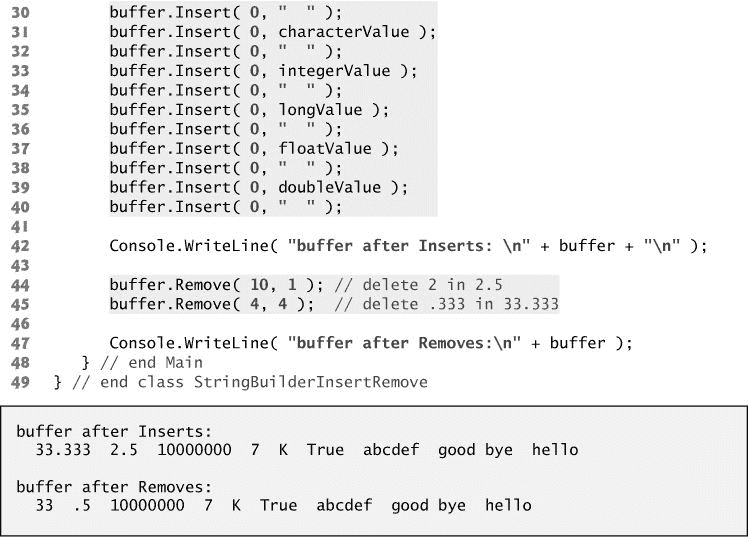 30 buffer.Insert( 0, "  " );
31 buffer.Insert( 0, characterValue );
32 buffer.Insert( 0, "  " );
33 buffer.Insert( 0, integerValue );
34 buffer.Insert( 0, "  " );
35 buffer.Insert( 0, longValue );
36 buffer.Insert( 0, "  " );
37 buffer.Insert( 0, floatValue );
38 buffer.Insert( 0, "  " );
39 buffer.Insert( 0, doubleValue );
40 buffer.Insert( 0, "  " );
41
42 Console.WriteLine( "buffer after Inserts: \n" + buffer + "\n" );
43
44 buffer.Remove( 10, 1 ); // delete 2 in 2.5
45 buffer.Remove( 4, 4 );  // delete .333 in 33.333
46
47 Console.WriteLine( "buffer after Removes:\n" + buffer );
48 } // end Main
49 } // end class StringBuilderInsertRemove
buffer after Inserts:
33.333  2.5  10000000  7  K  True  abcdef  good bye  hello
buffer after Removes:
33  .5  10000000  7  K  True  abcdef  good bye  hello